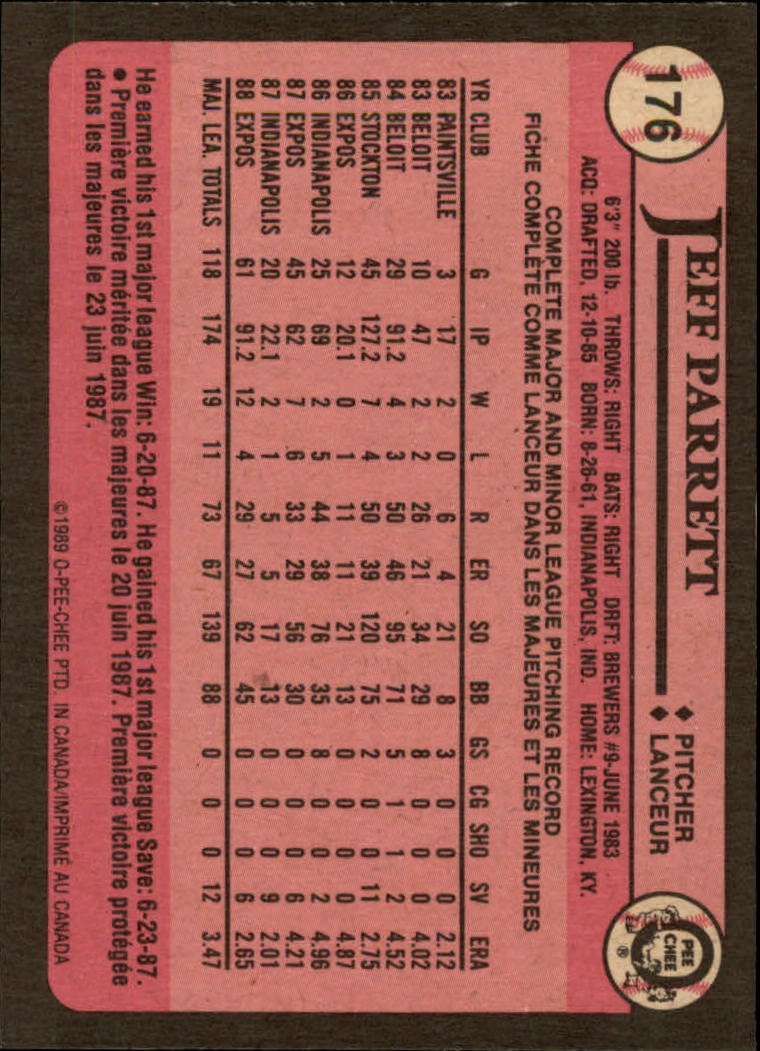 176
JEFF PARRETT
♦ PITCHER
♦ LANCEUR
O PEE CHEE ®
6'3" 200 lb. THROWS: RIGHT BATS: RIGHT DRFT: BREWERS #9-JUNE 1983
ACQ: DRAFTED, 12-10-85 BORN: 8-26-61, INDIANAPOLIS, IND. HOME: LEXINGTON, KY.
COMPLETE MAJOR AND MINOR LEAGUE PITCHING RECORD
FICHE COMPLÈTE COMME LANCEUR DANS LES MAJEURES ET LES MINEURES
YR CLUB G IP W L R ER SO BB GS CG SHO SV ERA
83 PAINTSVILLE 3 17 2 0 6 4 21 8 3 0 0 0 2.12
83 BELOIT 10 47 2 2 26 21 34 29 8 0 0 0 4.02
84 BELOIT 29 91.2 4 3 50 46 95 71 5 1 1 2 4.52
85 STOCKTON 45 127.2 7 4 50 39 120 75 2 0 0 11 2.75
86 EXPOS 12 20.1 0 1 11 11 21 13 0 0 0 0 4.87
86 INDIANAPOLIS 25 69 2 5 44 38 76 35 8 0 0 2 4.96
87 EXPOS 45 62 7 6 33 29 56 30 0 0 0 6 4.21
87 INDIANAPOLIS 20 22.1 2 1 5 5 17 13 0 0 0 9 2.01
88 EXPOS 61 91.2 12 4 29 27 62 45 0 0 0 6 2.65
MAJ. LEA. TOTALS 118 174 19 11 73 67 139 88 0 0 0 12 3.47
He earned his 1st major league Win: 6-20-87. He gained his 1st major league Save: 6-23-87.
• Première victoire méritée dans les majeures le 20 juin 1987. Première victoire protégée
dans les majeures le 23 juin 1987.
©1989 O-PEE-CHEE PTD. IN CANADA/IMPRIMÉ AU CANADA